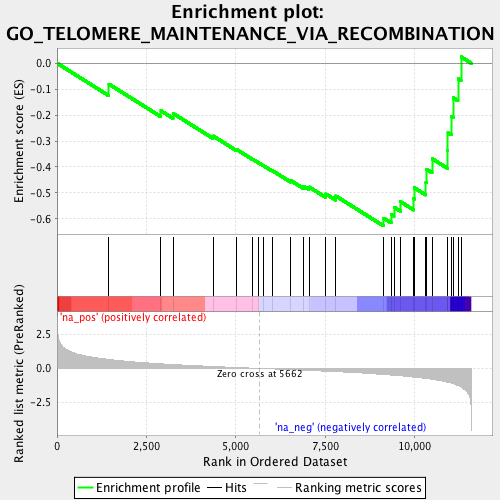 Enrichment plot:
GO_TELOMERE_MAINTENANCE_VIA_RECOMBINATION
Enrichment score (ES)
0.0
-0.1
-0.2
-0.3
-0.4
-0.5
-0.6
'na_pos' (positively correlated)
Ranked list metric (PreRanked)
2.5
0.0
-2.5
Zero cross at 5662
'na_neg' (negatively correlated)
0
2,500
5,000
7,500
10,000
Rank in Ordered Dataset
Enrichment profile
Hits
Ranking metric scores